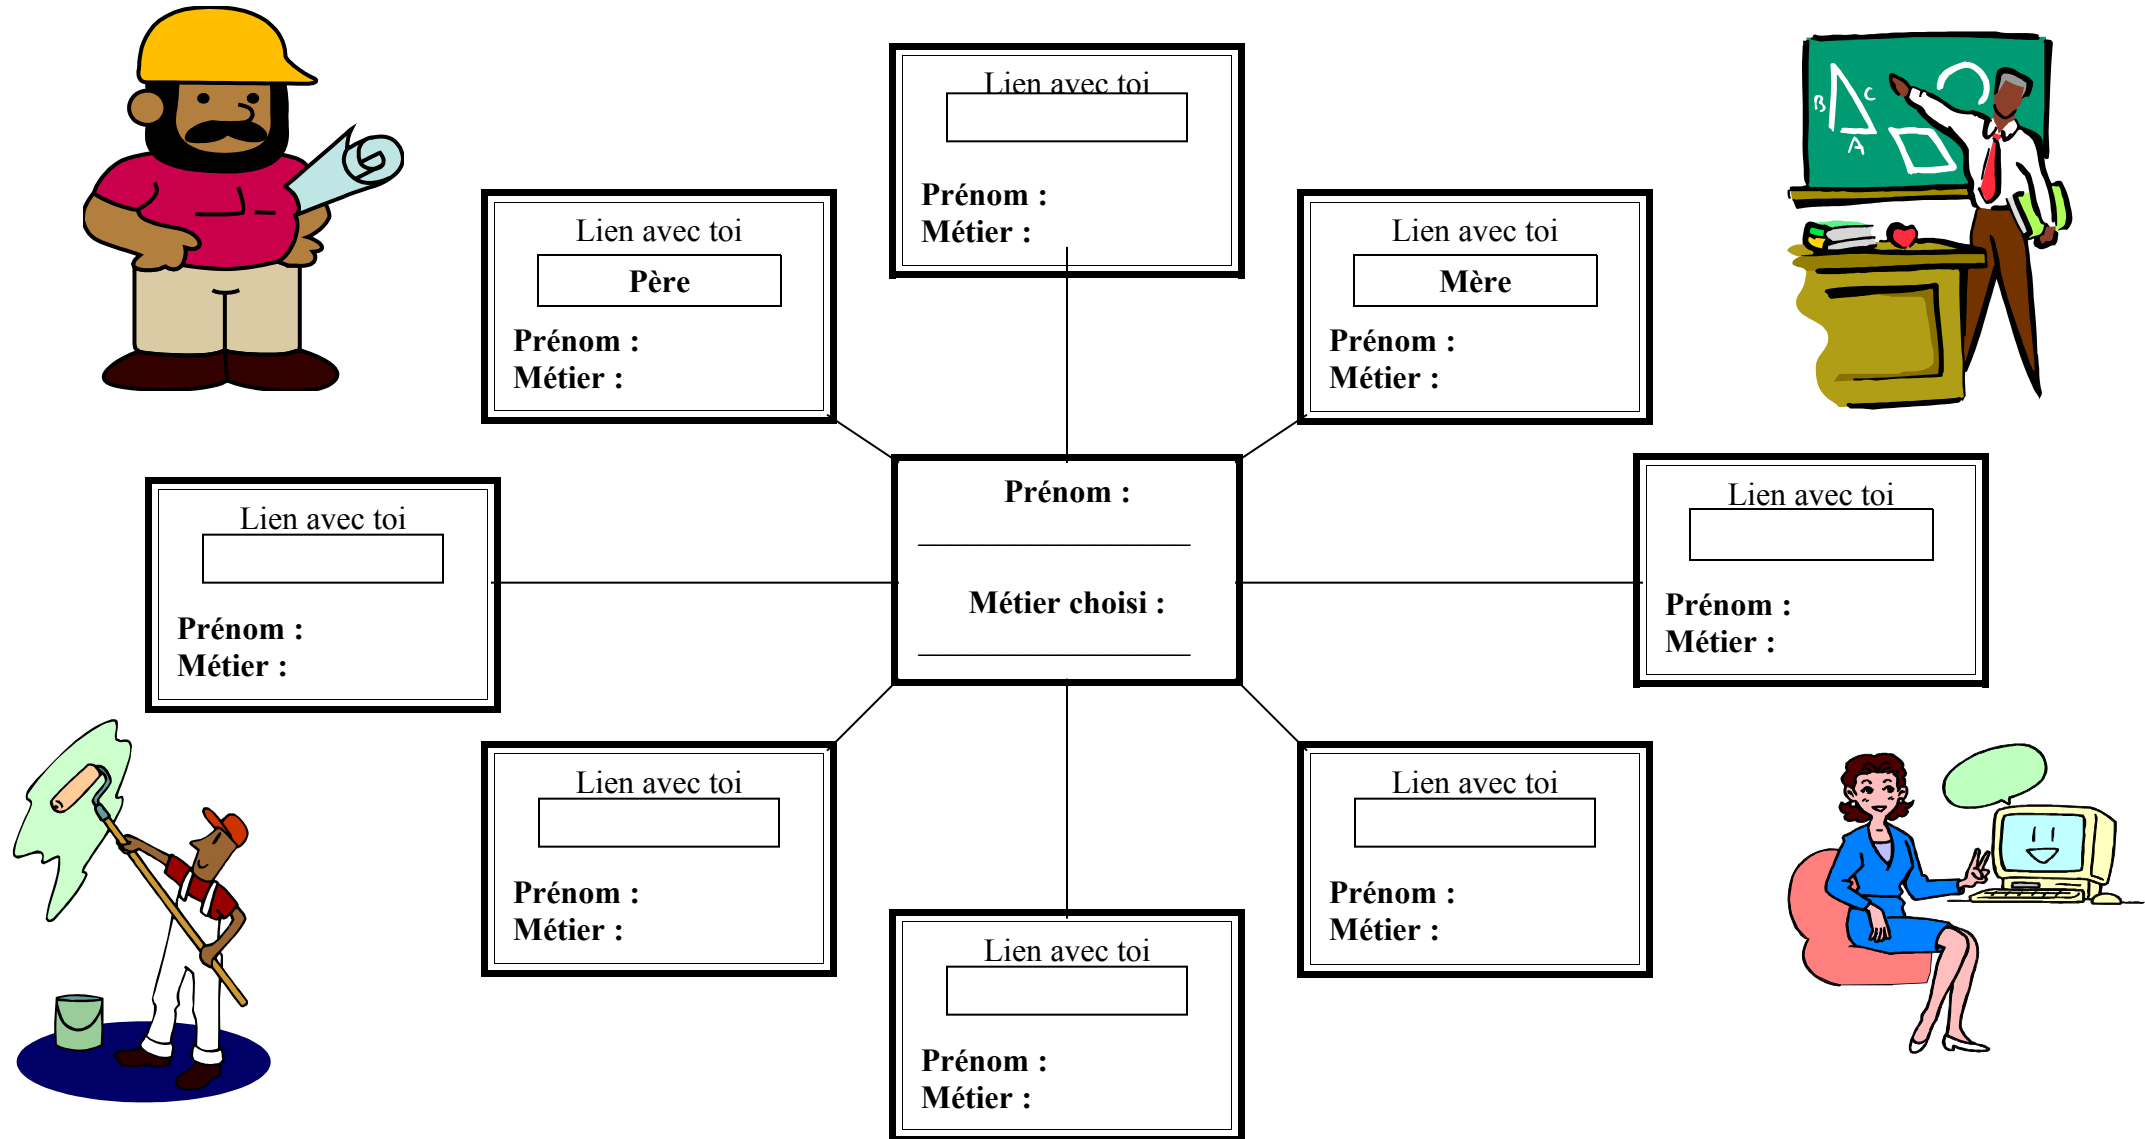 Lien avec toi
Prénom :
Métier :
Lien avec toi
Père
Prénom :
Métier :
Lien avec toi
Mère
Prénom :
Métier :
B
C
A
Lien avec toi
Prénom :
Métier :
Prénom :
Métier choisi :
Lien avec toi
Prénom :
Métier :
Lien avec toi
Prénom :
Métier :
Lien avec toi
Prénom :
Métier :
Lien avec toi
Prénom :
Métier :